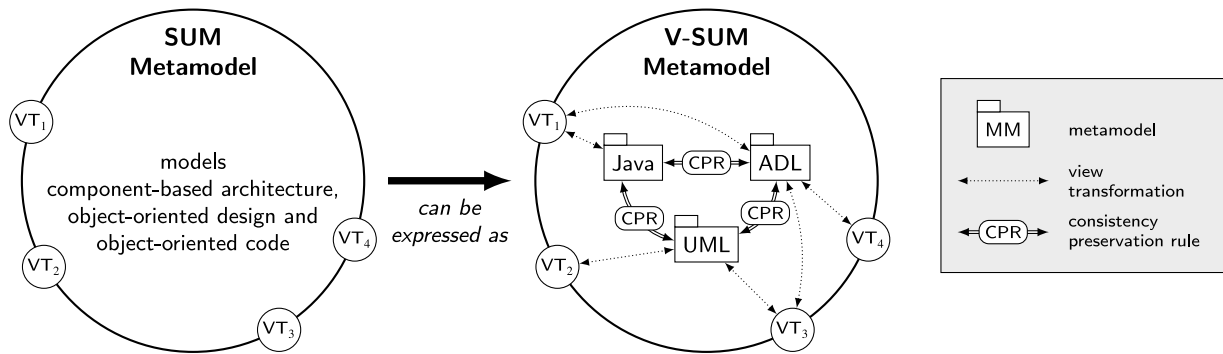 SUM
Metamodel
VT1
models
component-based architecture,
object-oriented design and
object-oriented code
VT2
VT4
VT3
can be
expressed as
V-SUM
Metamodel
VT1
Java
CPR
ADL
CPR
CPR
UML
VT2
VT4
VT3
MM
metamodel
view
transformation
CPR
consistency
preservation rule